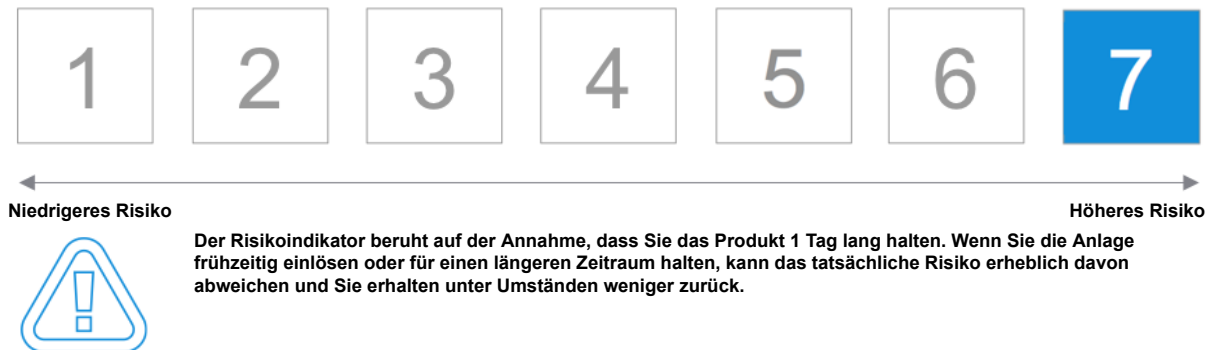 1 2 3 4 5 6 7
Niedrigeres Risiko Höheres Risiko
Der Risikoindikator beruht auf der Annahme, dass Sie das Produkt 1 Tag lang halten. Wenn Sie die Anlage
frühzeitig einlösen oder für einen längeren Zeitraum halten, kann das tatsächliche Risiko erheblich davon
abweichen und Sie erhalten unter Umständen weniger zurück.